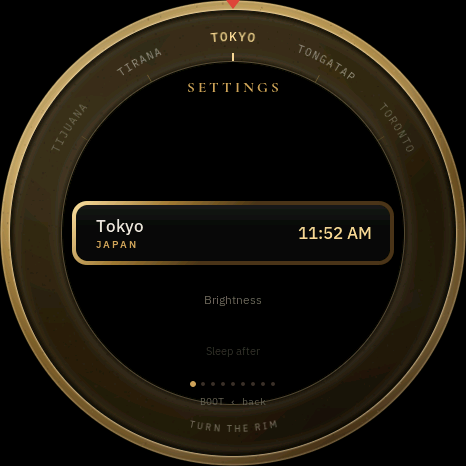 TIJUANA
TIRANA
TOKYO
TONGATAP
TORONTO
SETTINGS
Tokyo
JAPAN
11:52 AM
Brightness
Sleep after
BOOT ‹ back
TURN THE RIM